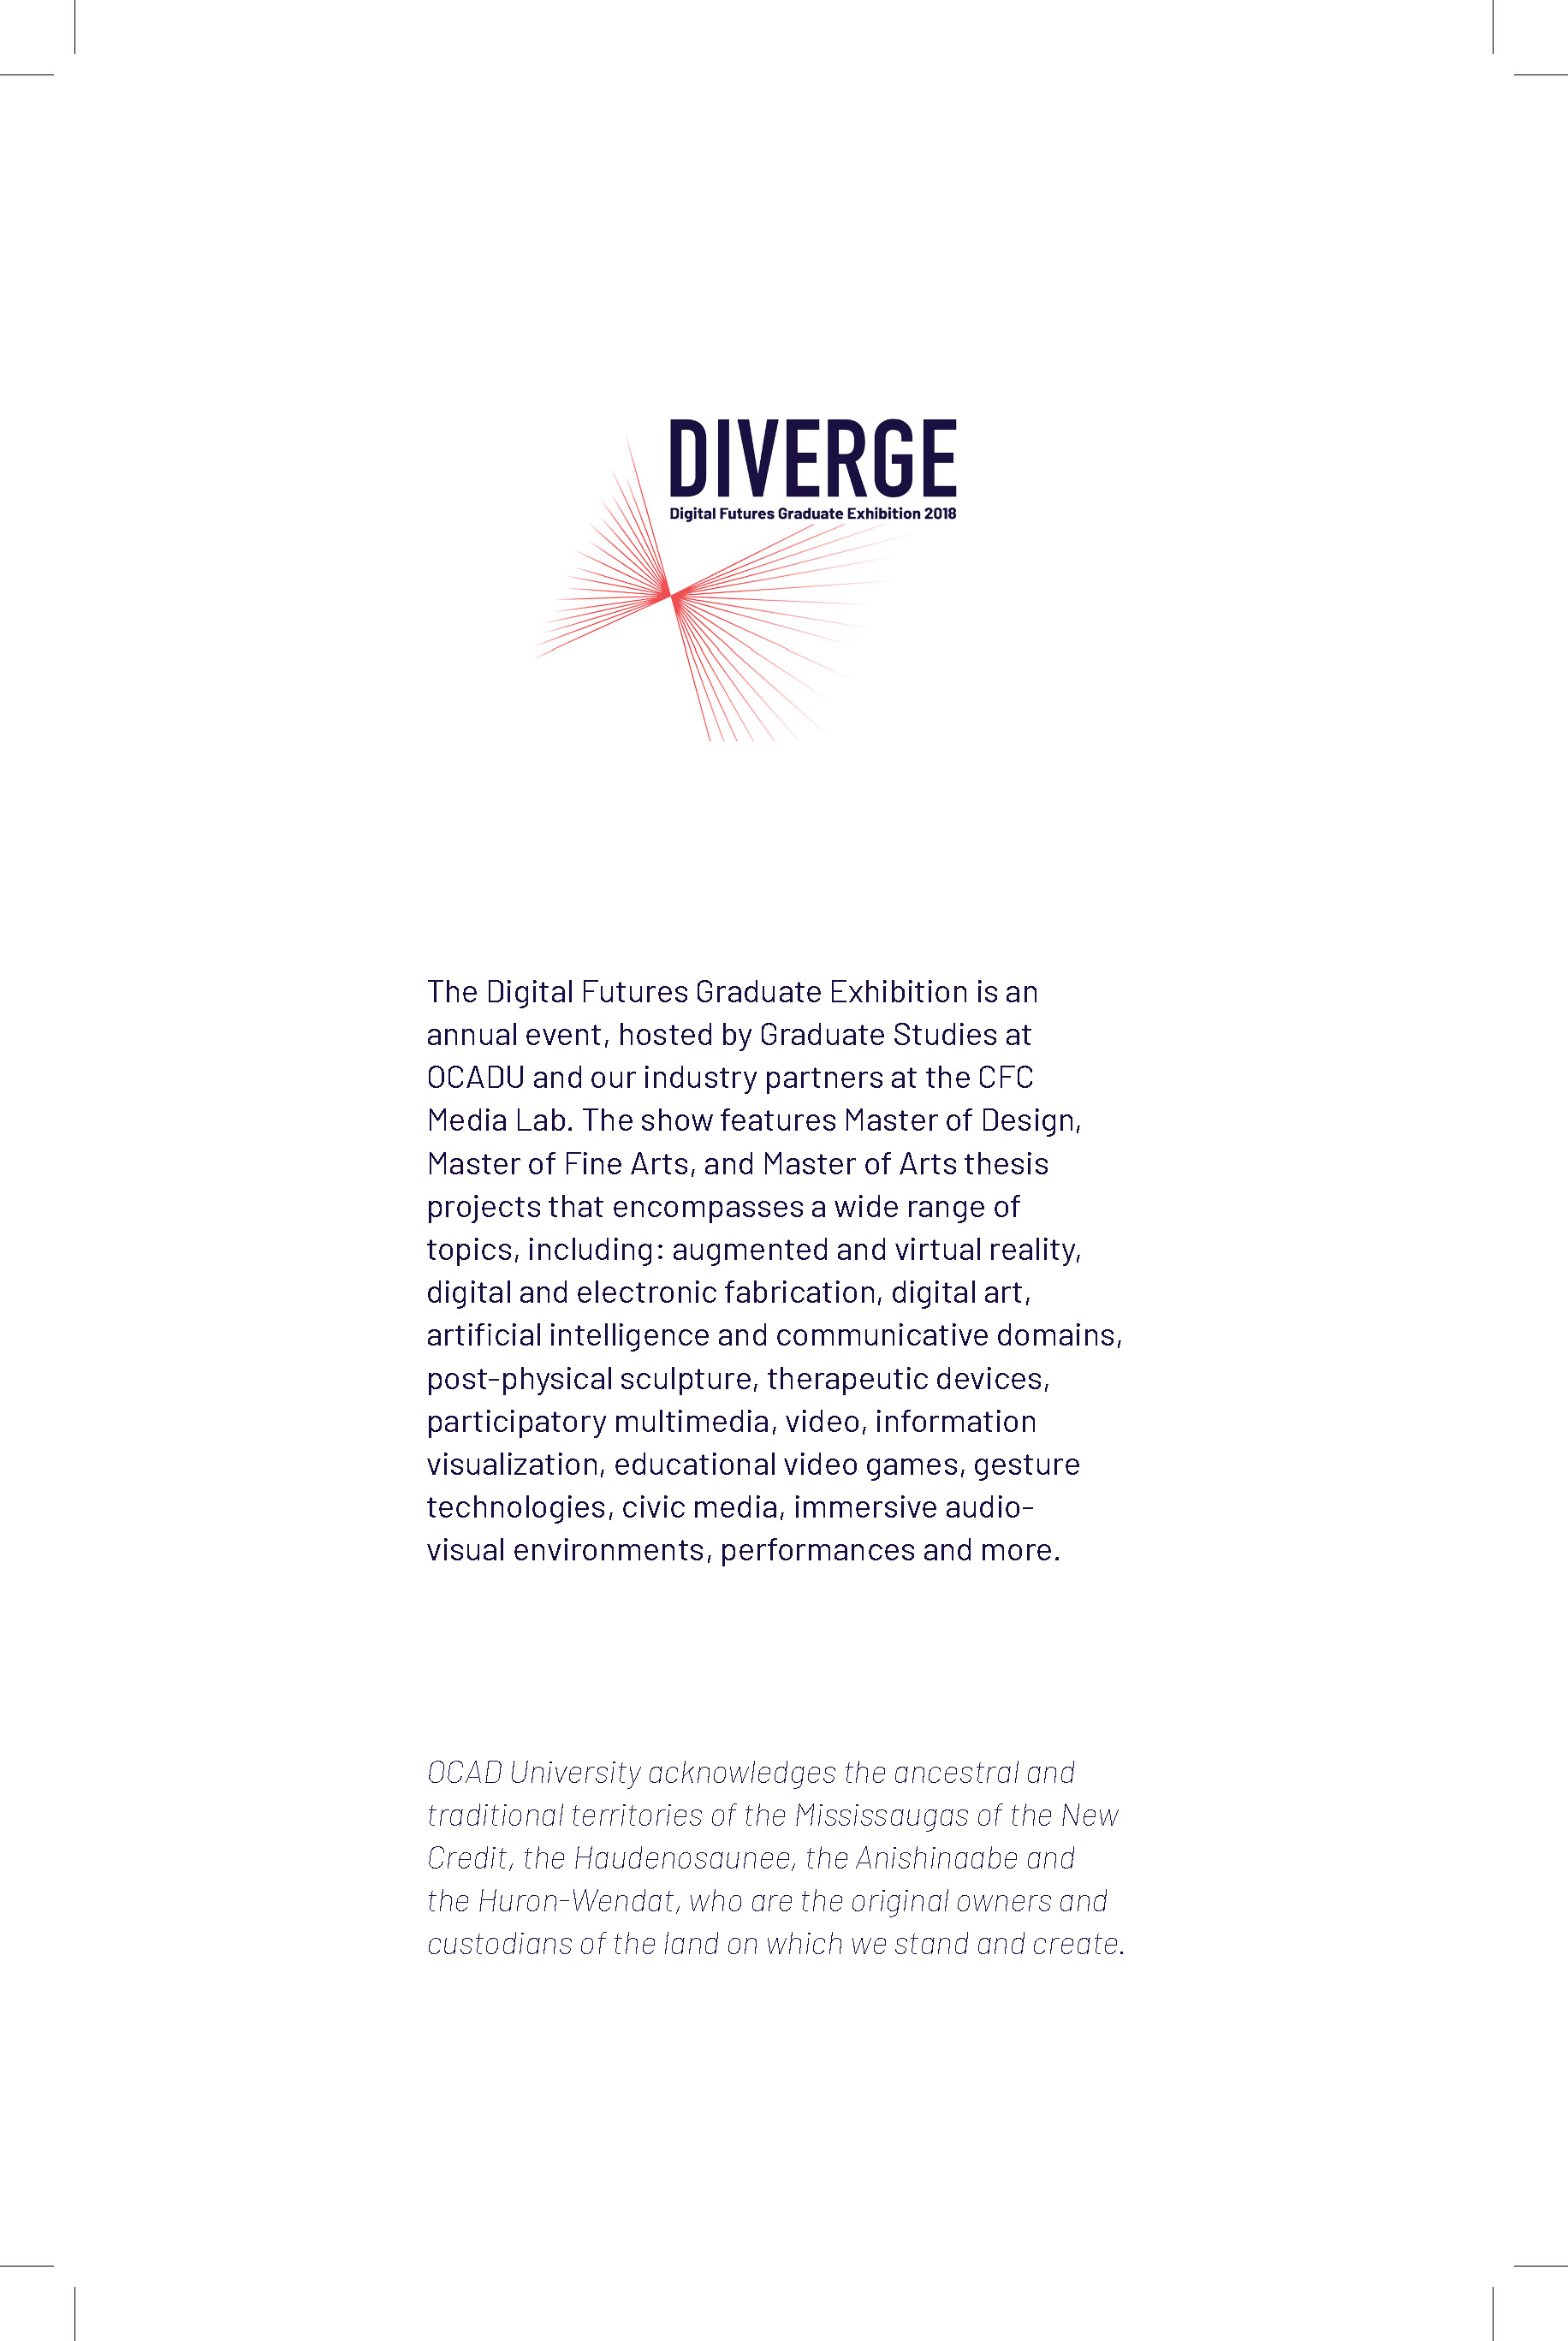 DIVERGE
Digital Futures Graduate Exhibition 2018
The Digital Futures Graduate Exhibition is an
annual event, hosted by Graduate Studies at
OCADU and our industry partners at the CFC
Media Lab. The show features Master of Design,
Master of Fine Arts, and Master of Arts thesis
projects that encompasses a wide range of
topics, including: augmented and virtual reality,
digital and electronic fabrication, digital art,
artificial intelligence and communicative domains,
post-physical sculpture, therapeutic devices,
participatory multimedia, video, information
visualization, educational video games, gesture
technologies, civic media, immersive audio-
visual environments, performances and more.
OCAD University acknowledges the ancestral and
traditional territories of the Mississaugas of the New
Credit, the Haudenosaunee, the Anishinaabe and
the Huron-Wendat, who are the original owners and
custodians of the land on which we stand and create.